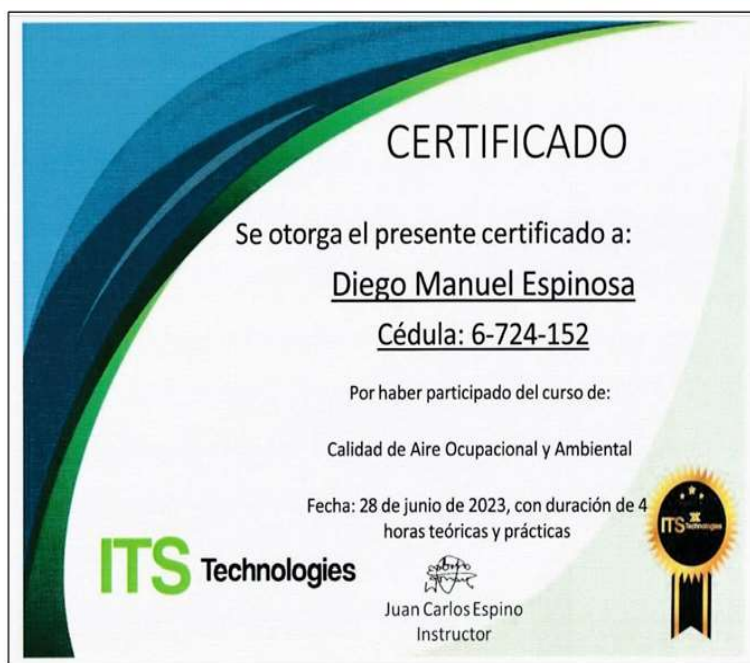 CERTIFICADO
Se otorga el presente certificado a:
Diego Manuel Espinosa
Cédula: 6-724-152
Por haber participado del curso de:
Calidad de Aire Ocupacional y Ambiental
Fecha: 28 de junio de 2023, con duración de 4
horas teóricas y prácticas
ITS Technologies
ITS Technologies
Juan Carlos Espino
Instructor